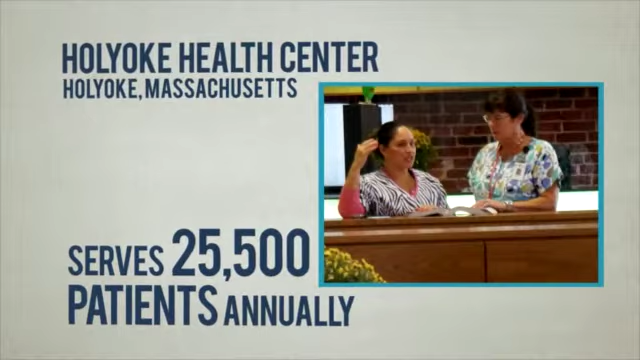 HOLYOKE HEALTH CENTER
HOLYOKE, MASSACHUSETTS
SERVES 25,500
PATIENTS ANNUALLY